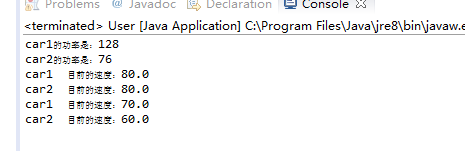 Problems @ Javadoc Declaration Console
<terminated> User [Java Application] C:\Program Files\Java\jre8\bin\javaw.e
car1的功率是：128
car2的功率是：76
car1 目前的速度：80.0
car2 目前的速度：80.0
car1 目前的速度：70.0
car2 目前的速度：60.0